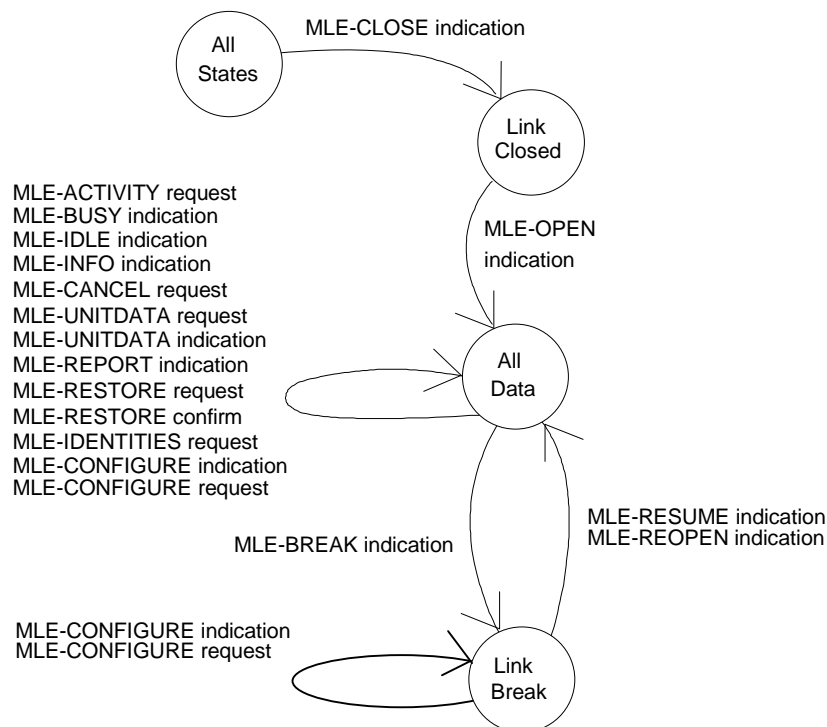 MLE-CLOSE indication
All
States
Link
Closed
MLE-ACTIVITY request
MLE-BUSY indication
MLE-IDLE indication
MLE-INFO indication
MLE-CANCEL request
MLE-UNITDATA request
MLE-UNITDATA indication
MLE-REPORT indication
MLE-RESTORE request
MLE-RESTORE confirm
MLE-IDENTITIES request
MLE-CONFIGURE indication
MLE-CONFIGURE request
MLE-OPEN
indication
All
Data
MLE-BREAK indication
MLE-RESUME indication
MLE-REOPEN indication
MLE-CONFIGURE indication
MLE-CONFIGURE request
Link
Break